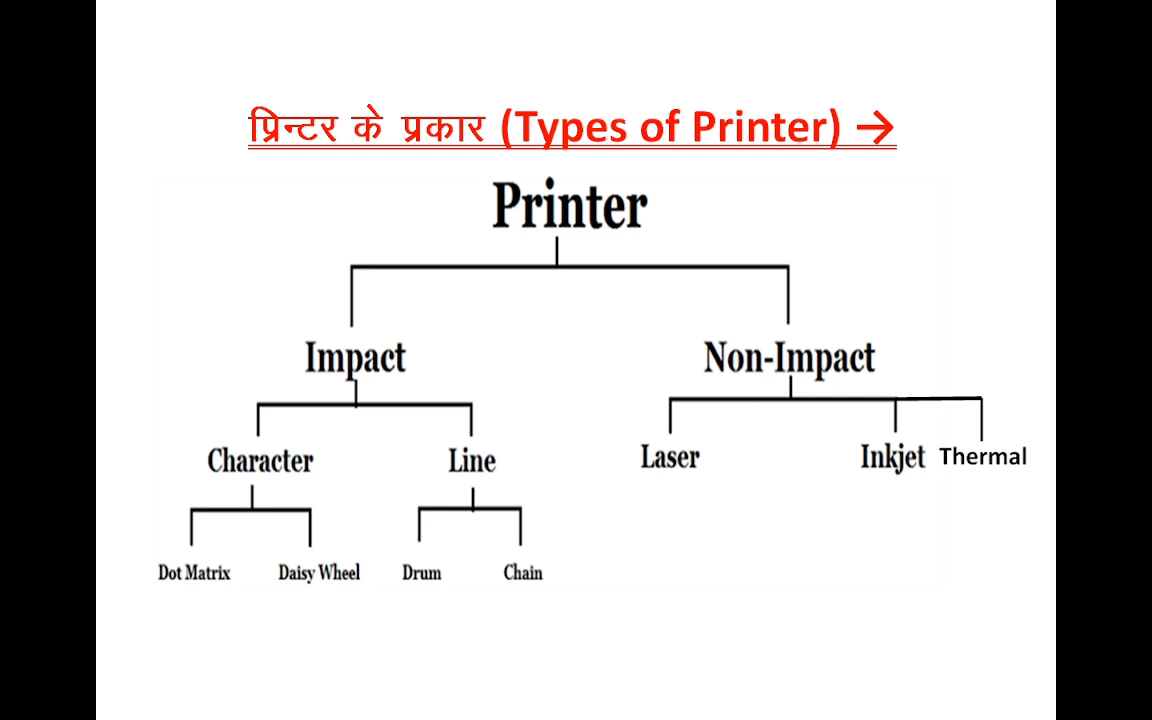 प्रिन्टर के प्रकार (Types of Printer) →
Printer
Impact Non-Impact
Character Line Laser Inkjet Thermal
Dot Matrix Daisy Wheel Drum Chain